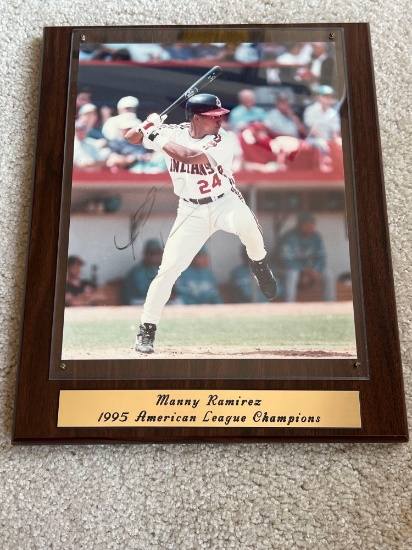 INDIANS
24
Manny Ramirez
1995 American League Champions